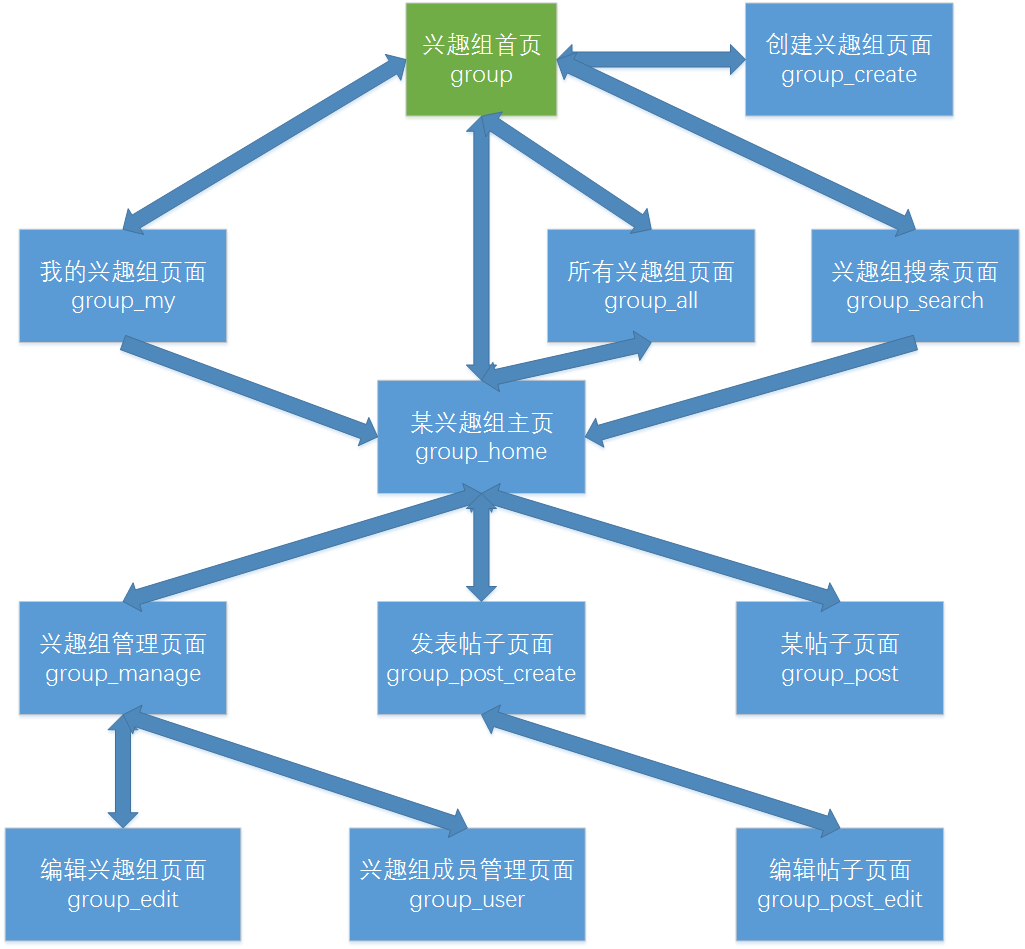 兴趣组首页
group
创建兴趣组页面
group_create
我的兴趣组页面
group_my
所有兴趣组页面
group_all
兴趣组搜索页面
group_search
某兴趣组主页
group_home
兴趣组管理页面
group_manage
发表帖子页面
group_post_create
某帖子页面
group_post
编辑兴趣组页面
group_edit
兴趣组成员管理页面
group_user
编辑帖子页面
group_post_edit